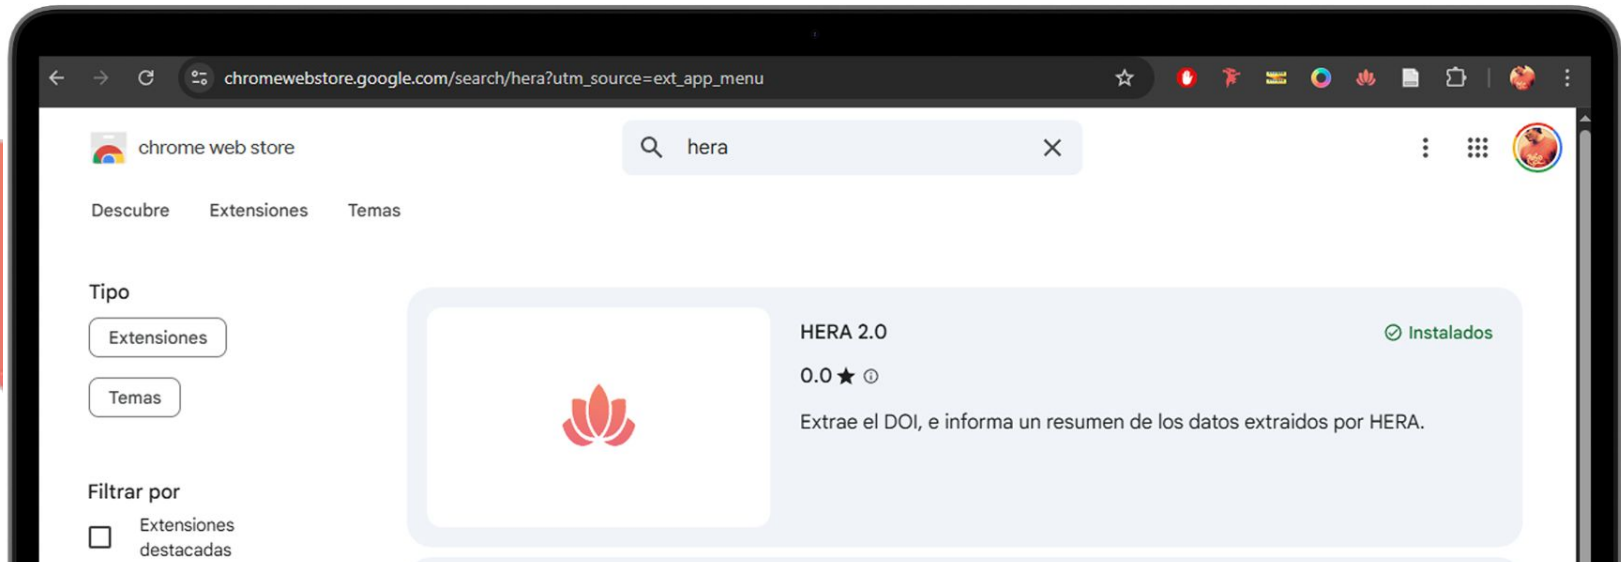 chromewebstore.google.com/search/hera?utm_source=ext_app_menu
chrome web store
hera
Descubre Extensiones Temas
Tipo
Extensiones
Temas
HERA 2.0
Instalados
0.0
Extrae el DOI, e informa un resumen de los datos extraidos por HERA.
Filtrar por
Extensiones
destacadas